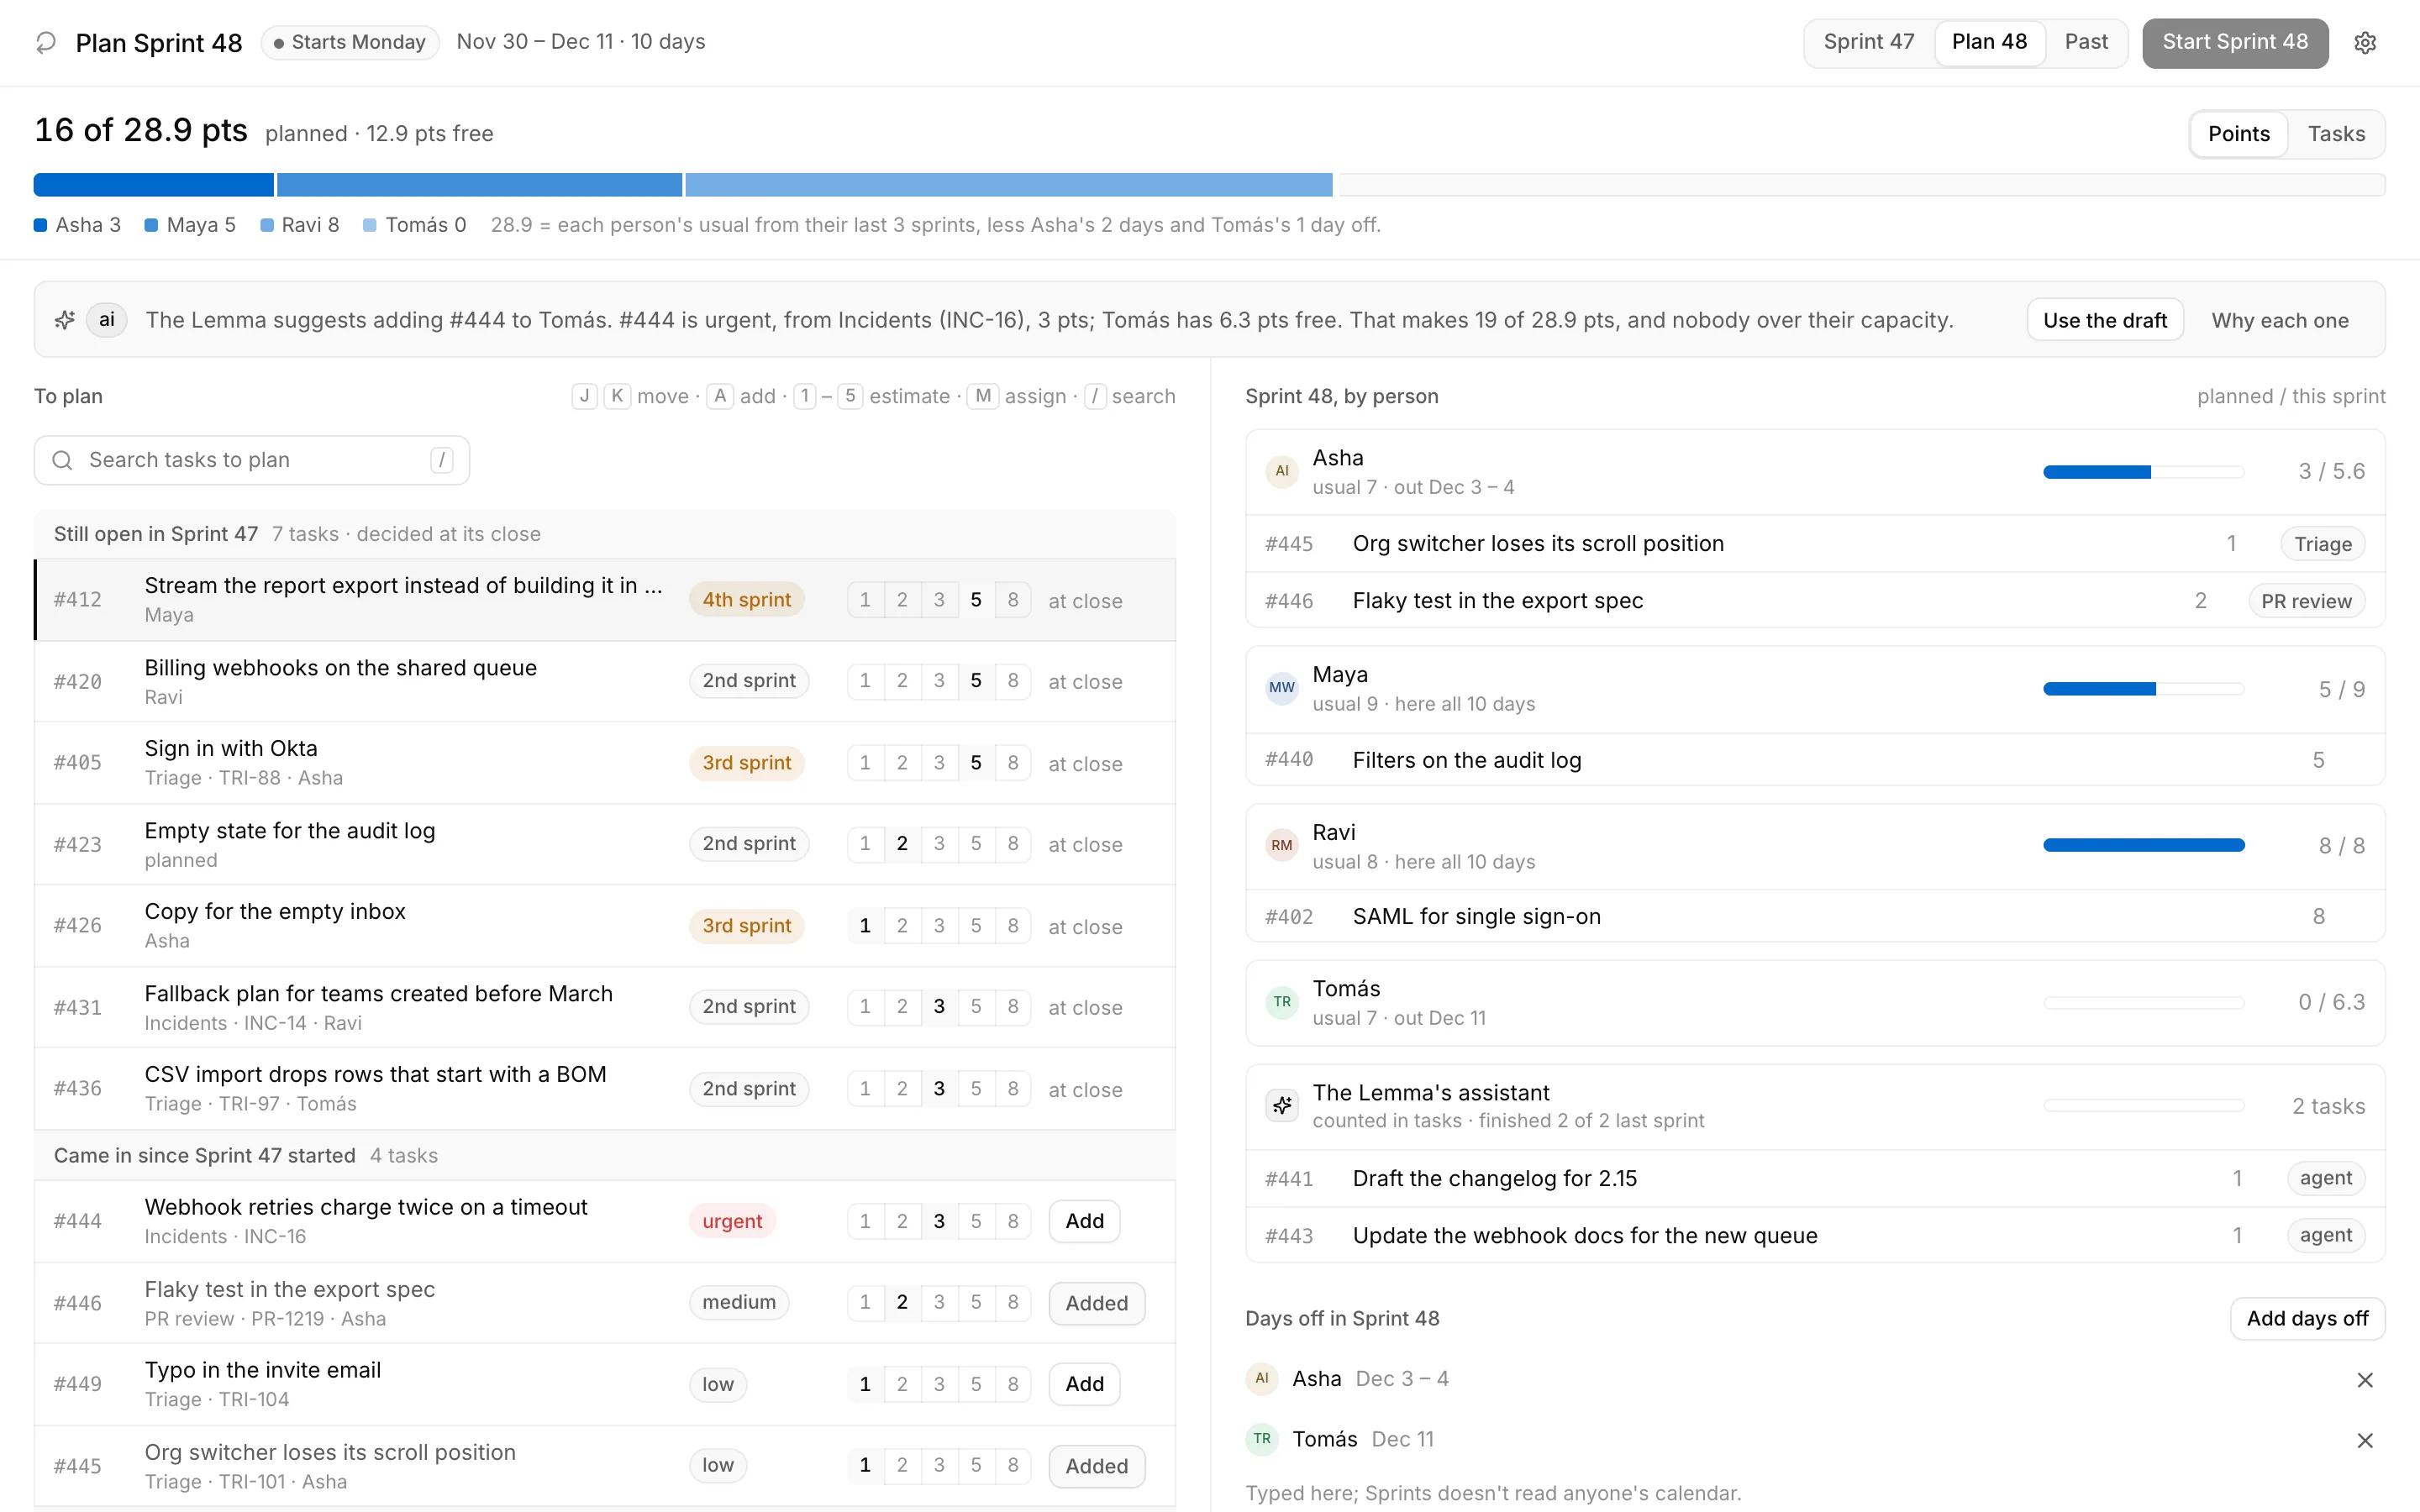 Plan Sprint 48 Starts Monday Nov 30 – Dec 11 · 10 days Sprint 47 Plan 48 Past Start Sprint 48
16 of 28.9 pts planned · 12.9 pts free Points Tasks
Asha 3 Maya 5 Ravi 8 Tomás 0 28.9 = each person's usual from their last 3 sprints, less Asha's 2 days and Tomás's 1 day off.
ai The Lemma suggests adding #444 to Tomás. #444 is urgent, from Incidents (INC-16), 3 pts; Tomás has 6.3 pts free. That makes 19 of 28.9 pts, and nobody over their capacity. Use the draft Why each one
To plan J K move · A add · 1 – 5 estimate · M assign · / search
Search tasks to plan /
Still open in Sprint 47 7 tasks · decided at its close
#412 Stream the report export instead of building it in ... 4th sprint 1 2 3 5 8 at close
Maya
#420 Billing webhooks on the shared queue 2nd sprint 1 2 3 5 8 at close
Ravi
#405 Sign in with Okta 3rd sprint 1 2 3 5 8 at close
Triage · TRI-88 · Asha
#423 Empty state for the audit log 2nd sprint 1 2 3 5 8 at close
planned
#426 Copy for the empty inbox 3rd sprint 1 2 3 5 8 at close
Asha
#431 Fallback plan for teams created before March 2nd sprint 1 2 3 5 8 at close
Incidents · INC-14 · Ravi
#436 CSV import drops rows that start with a BOM 2nd sprint 1 2 3 5 8 at close
Triage · TRI-97 · Tomás
Came in since Sprint 47 started 4 tasks
#444 Webhook retries charge twice on a timeout urgent 1 2 3 5 8 Add
Incidents · INC-16
#446 Flaky test in the export spec medium 1 2 3 5 8 Added
PR review · PR-1219 · Asha
#449 Typo in the invite email low 1 2 3 5 8 Add
Triage · TRI-104
#445 Org switcher loses its scroll position low 1 2 3 5 8 Added
Triage · TRI-101 · Asha
Sprint 48, by person planned / this sprint
AI Asha 3 / 5.6
usual 7 · out Dec 3 – 4
#445 Org switcher loses its scroll position 1 Triage
#446 Flaky test in the export spec 2 PR review
MW Maya 5 / 9
usual 9 · here all 10 days
#440 Filters on the audit log 5
RM Ravi 8 / 8
usual 8 · here all 10 days
#402 SAML for single sign-on 8
TR Tomás 0 / 6.3
usual 7 · out Dec 11
The Lemma's assistant 2 tasks
counted in tasks · finished 2 of 2 last sprint
#441 Draft the changelog for 2.15 1 agent
#443 Update the webhook docs for the new queue 1 agent
Days off in Sprint 48 Add days off
AI Asha Dec 3 – 4
TR Tomás Dec 11
Typed here; Sprints doesn't read anyone's calendar.